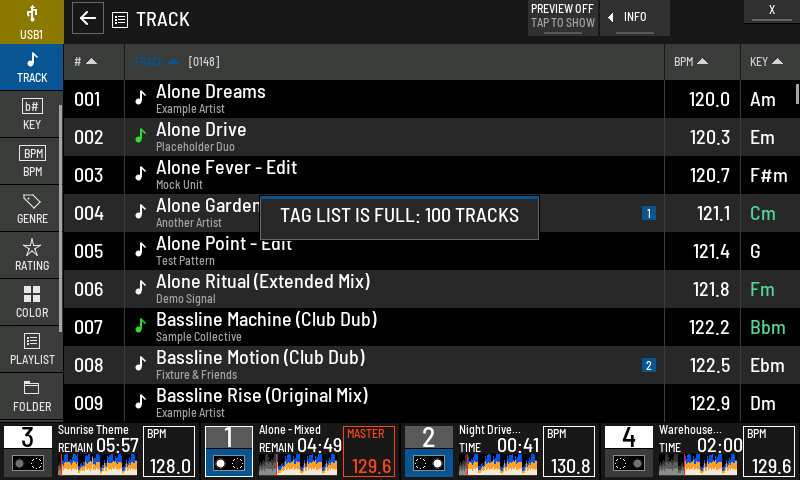 USB1
TRACK
PREVIEW OFF
TAP TO SHOW
INFO
X
TRACK
# TRACK [0148] BPM KEY
001 Alone Dreams 120.0 Am
Example Artist
002 Alone Drive 120.3 Em
Placeholder Duo
003 Alone Fever - Edit 120.7 F#m
Mock Unit
004 Alone Garden 1 121.1 Cm
Another Artist
TAG LIST IS FULL: 100 TRACKS
005 Alone Point - Edit 121.4 G
Test Pattern
006 Alone Ritual (Extended Mix) 121.8 Fm
Demo Signal
007 Bassline Machine (Club Dub) 122.2 Bbm
Sample Collective
008 Bassline Motion (Club Dub) 2 122.5 Ebm
Fixture & Friends
009 Bassline Rise (Original Mix) 122.9 Dm
Example Artist
b#
KEY
BPM
BPM
GENRE
RATING
COLOR
PLAYLIST
FOLDER
3 Sunrise Theme BPM
REMAIN 05:57 128.0
1 Alone - Mixed MASTER
REMAIN 04:49 129.6
2 Night Drive... BPM
TIME 00:41 130.8
4 Warehouse... BPM
TIME 02:00 129.6